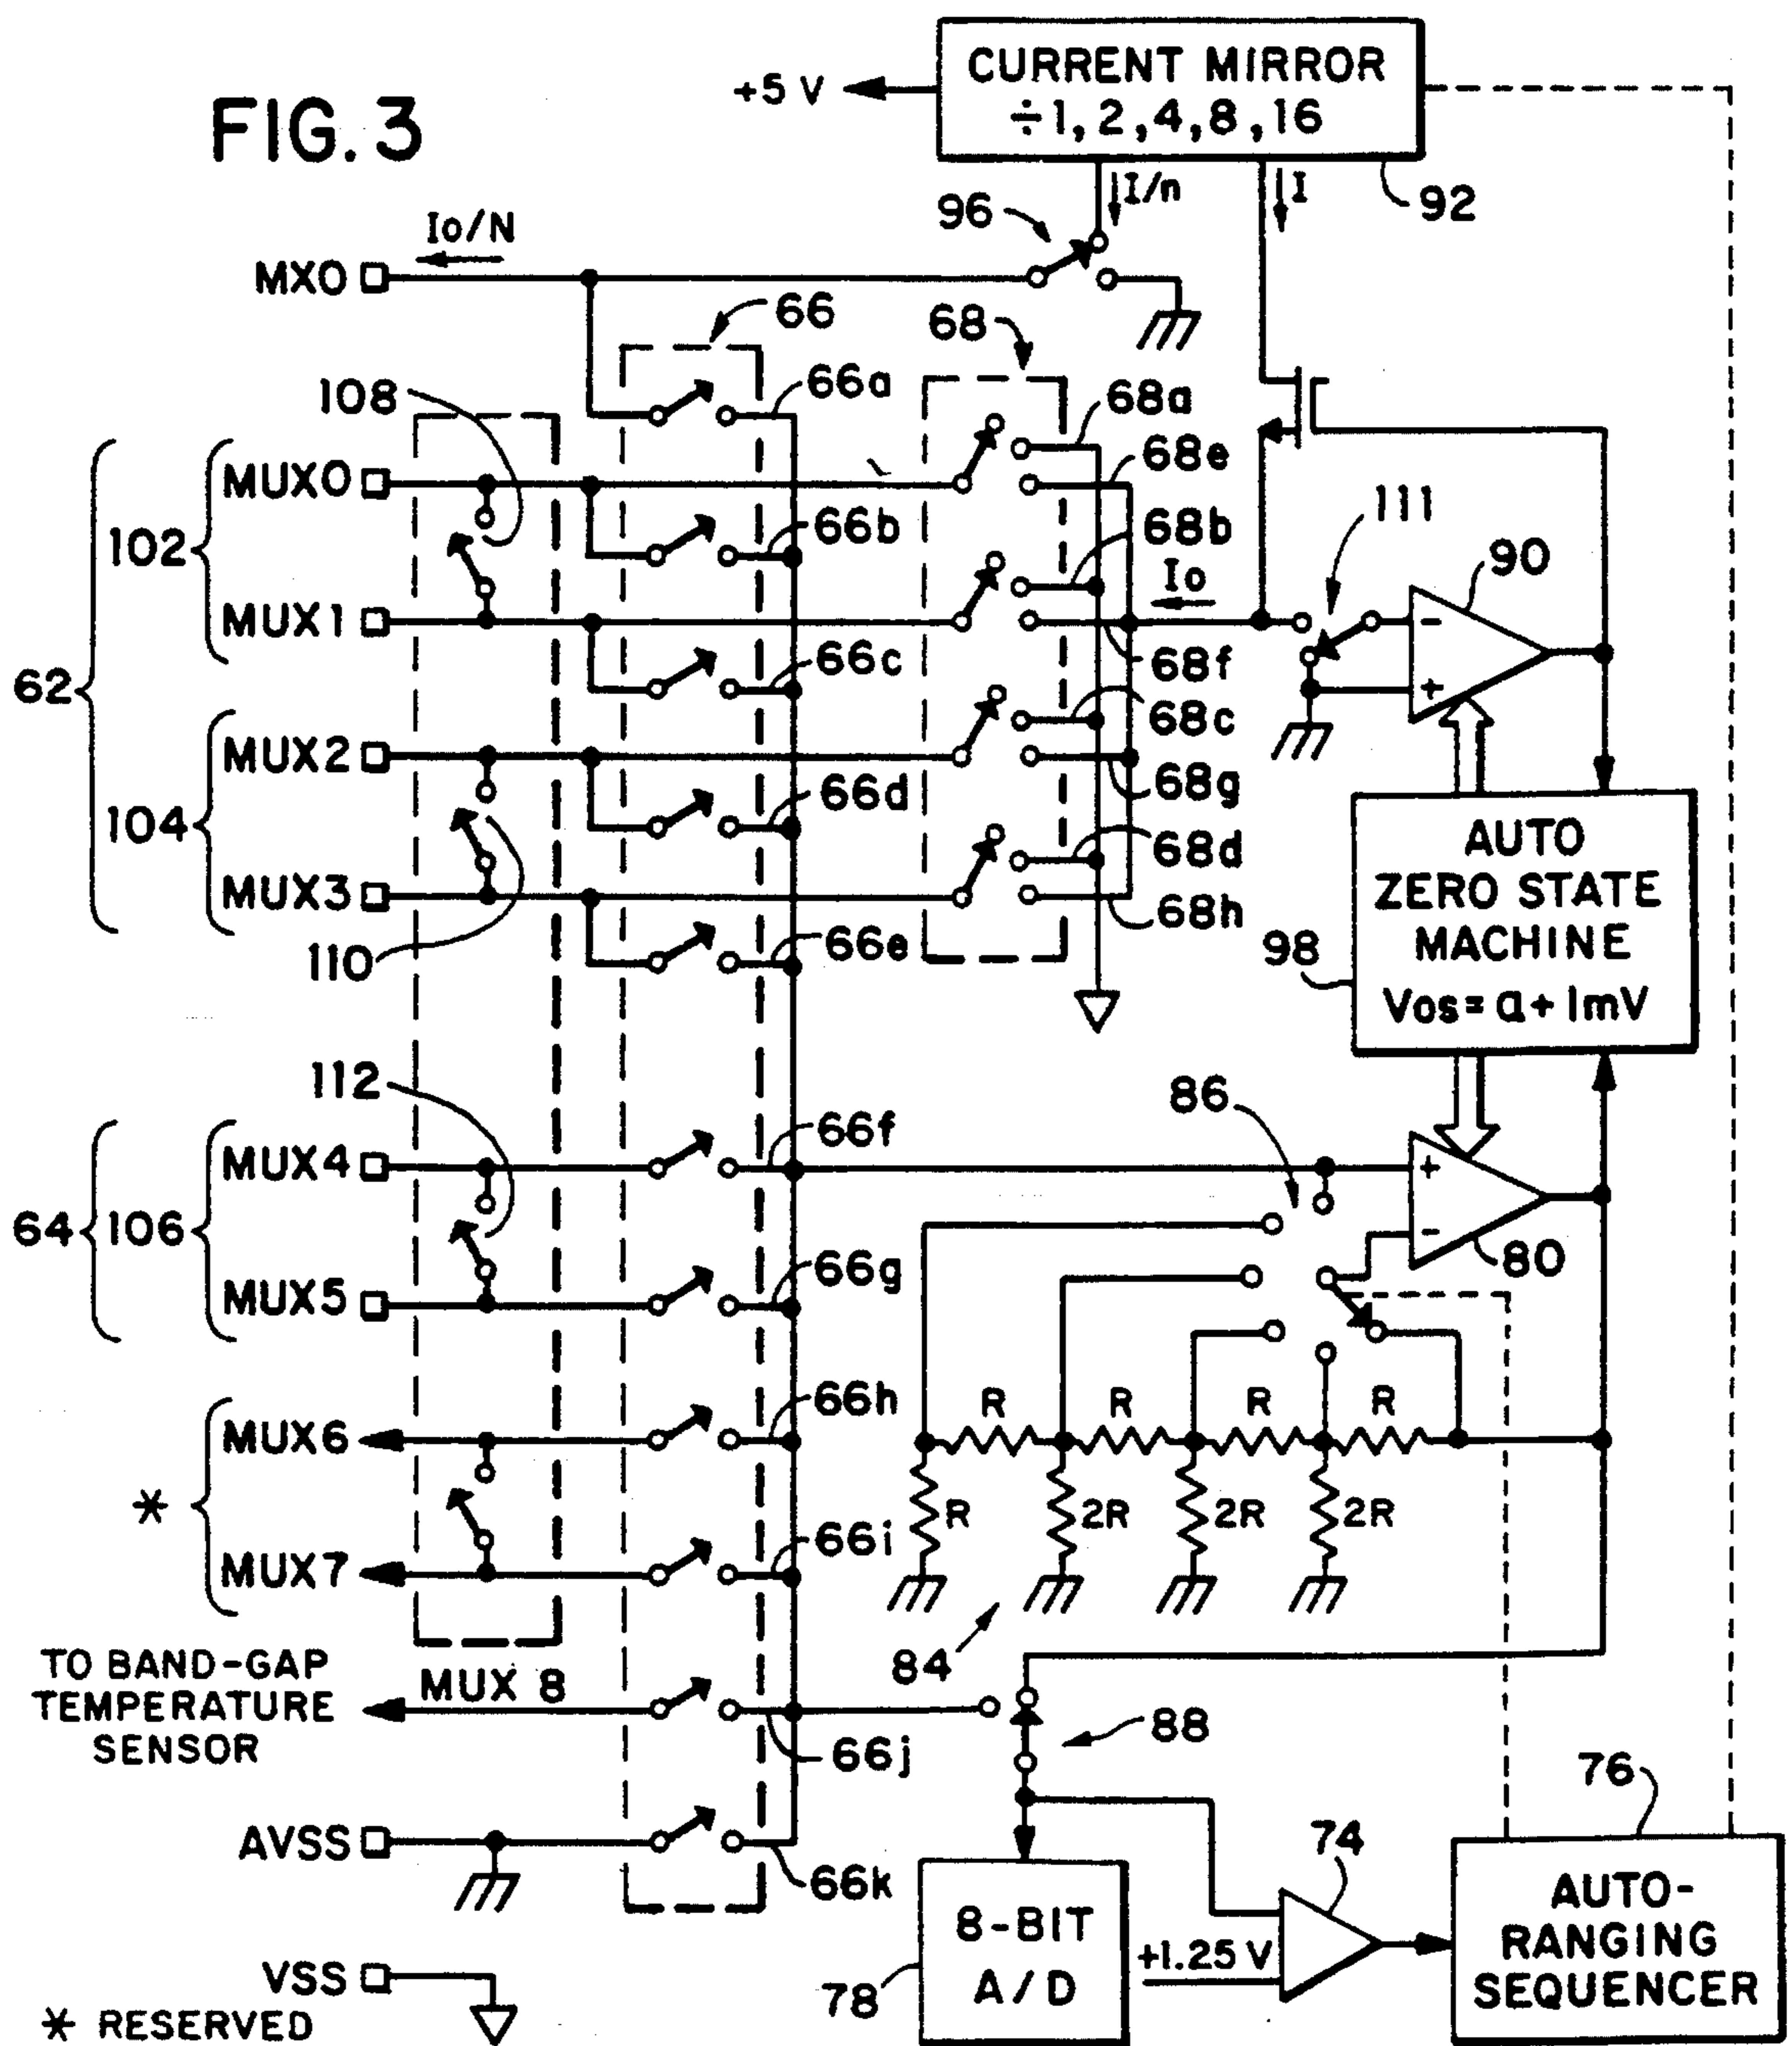 FIG. 3
CURRENT MIRROR
÷1, 2, 4, 8, 16
+5 V
92
I/n
I
96
Io/N
MXO
66
68
66a
68a
108
68e
MUXO
102
66b
68b
111
90
Io
MUX1
66c
68f
62
68c
MUX2
68g
104
66d
68d
AUTO
ZERO STATE
MACHINE
Vos = a + 1mV
98
MUX3
68h
110
66e
112
86
66f
MUX4
+
-
-
+
64
106
66g
80
MUX5
66h
R
R
R
R
MUX6
*
R
2R
2R
2R
66i
MUX7
84
TO BAND-GAP
TEMPERATURE
SENSOR
MUX 8
88
66j
76
74
AVSS
66k
8-BIT
A/D
78
+1.25 V
AUTO-
RANGING
SEQUENCER
VSS
* RESERVED